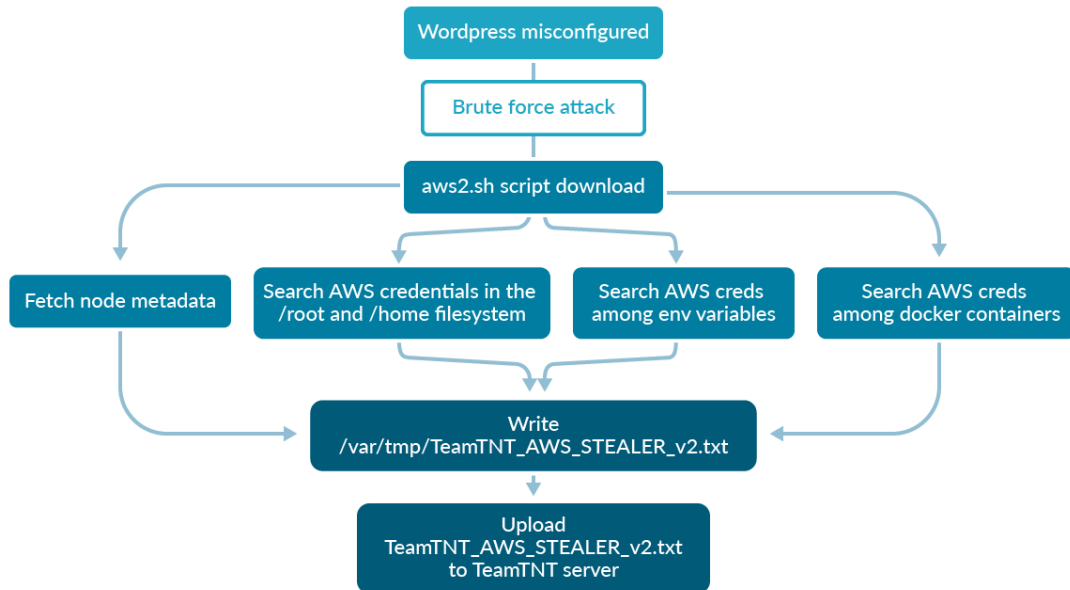 Wordpress misconfigured
Brute force attack
aws2.sh script download
Fetch node metadata
Search AWS credentials in the
/root and /home filesystem
Search AWS creds
among env variables
Search AWS creds
among docker containers
Write
/var/tmp/TeamTNT_AWS_STEALER_v2.txt
Upload
TeamTNT_AWS_STEALER_v2.txt
to TeamTNT server